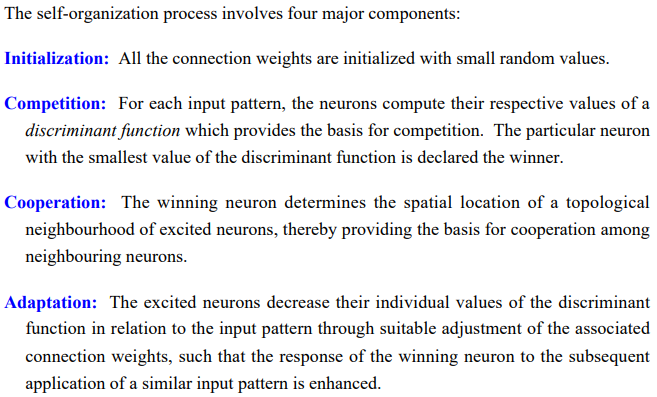 The self-organization process involves four major components:
Initialization: All the connection weights are initialized with small random values.
Competition: For each input pattern, the neurons compute their respective values of a
discriminant function which provides the basis for competition. The particular neuron
with the smallest value of the discriminant function is declared the winner.
Cooperation: The winning neuron determines the spatial location of a topological
neighbourhood of excited neurons, thereby providing the basis for cooperation among
neighbouring neurons.
Adaptation: The excited neurons decrease their individual values of the discriminant
function in relation to the input pattern through suitable adjustment of the associated
connection weights, such that the response of the winning neuron to the subsequent
application of a similar input pattern is enhanced.